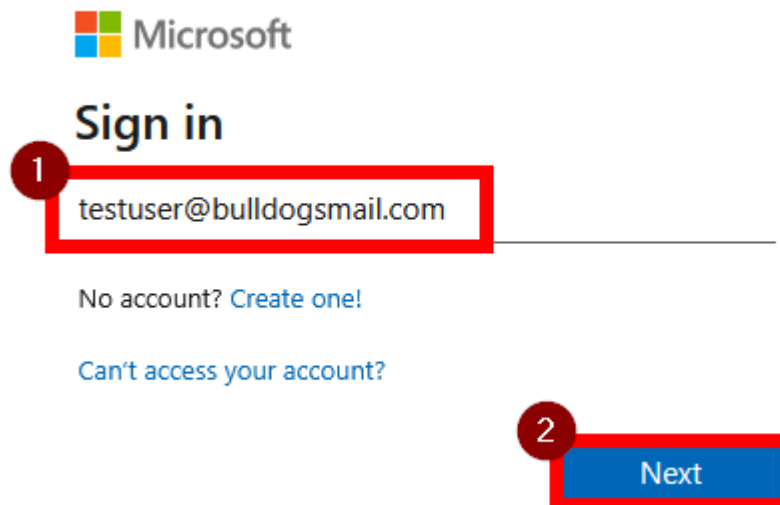 Microsoft
Sign in
1
testuser@bulldogsmail.com
No account? Create one!
Can't access your account?
2
Next